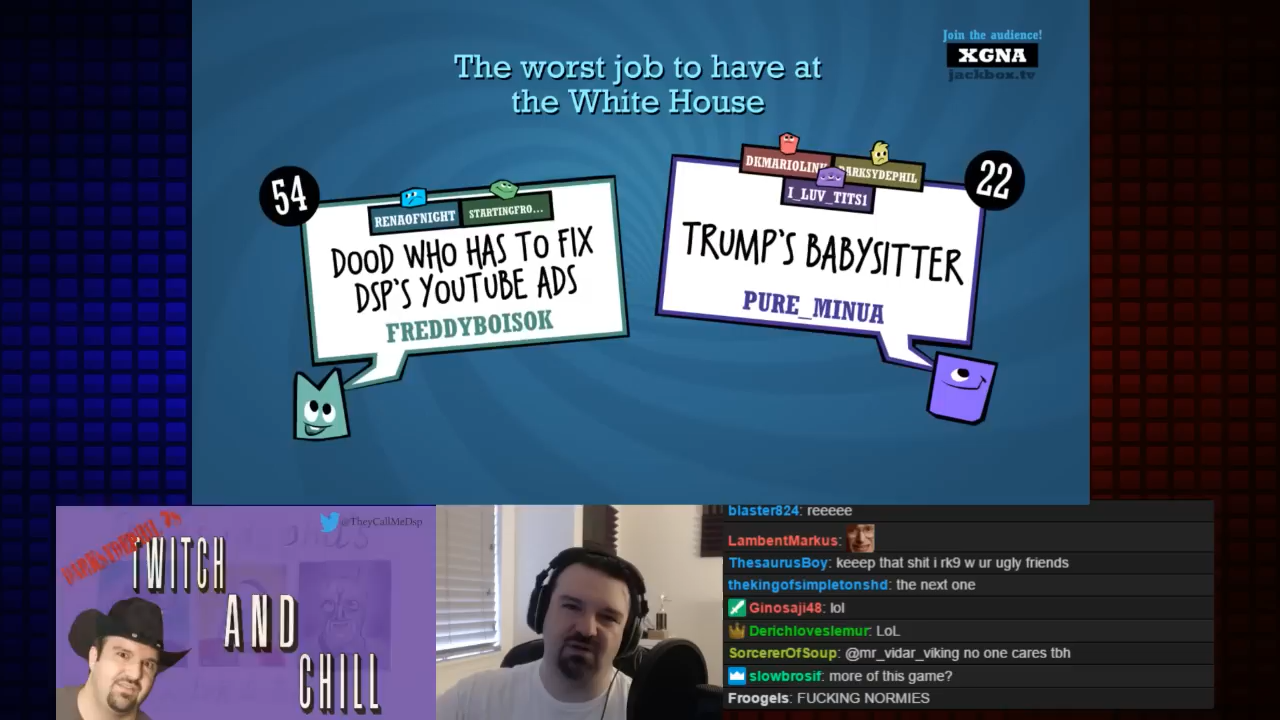 Join the audience!
XGNA
jackbox.tv
The worst job to have at
the White House
54
RENAOFNIGHT
STARTINGFRO...
DOOD WHO HAS TO FIX
DSP'S YOUTUBE ADS
FREDDYBOISOK
22
DKMARIOLINK
DARKSYDEPHIL
I_LUV_TITS1
TRUMP'S BABYSITTER
PURE_MINUA
@TheyCallMeDsp
DARKSYDEPHIL'S
TWITCH
AND
CHILL
blaster824: reeeee
LambentMarkus:
ThesaurusBoy: keeep that shit i rk9 w ur ugly friends
thekingofsimpletonshd: the next one
Ginosaji48: lol
Derichloveslemur: LoL
SorcererOfSoup: @mr_vidar_viking no one cares tbh
slowbrosif: more of this game?
Froogels: FUCKING NORMIES